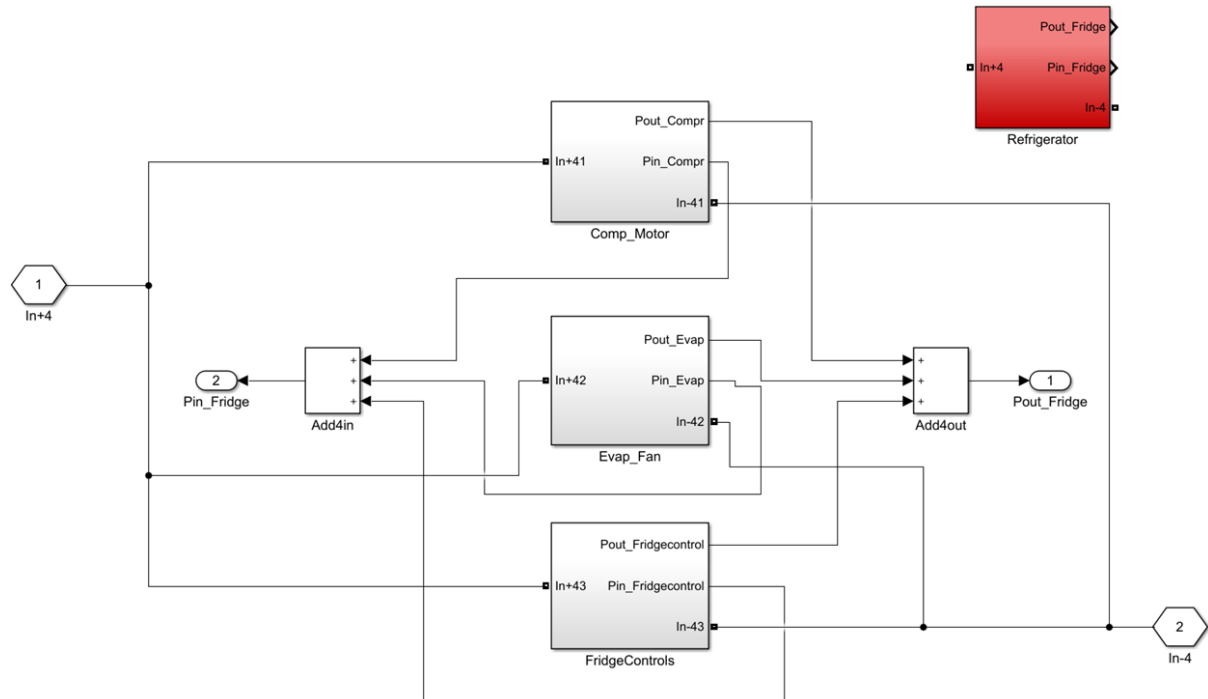 Pout_Fridge
In+4
Pin_Fridge
In-4
Refrigerator
Pout_Compr
In+41
Pin_Compr
In-41
Comp_Motor
1
In+4
Pout_Evap
In+42
Pin_Evap
In-42
Evap_Fan
2
Pin_Fridge
+
+
+
Add4in
+
+
+
Add4out
1
Pout_Fridge
Pout_Fridgecontrol
In+43
Pin_Fridgecontrol
In-43
FridgeControls
2
In-4